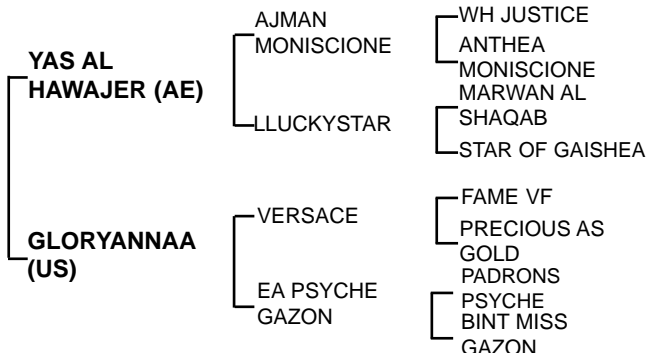 YAS AL
HAWAJER (AE)
GLORYANNAA
(US)
AJMAN
MONISCIONE
LLUCKYSTAR
VERSACE
EA PSYCHE
GAZON
WH JUSTICE
ANTHEA
MONISCIONE
MARWAN AL
SHAQAB
STAR OF GAISHEA
FAME VF
PRECIOUS AS
GOLD
PADRONS
PSYCHE
BINT MISS
GAZON